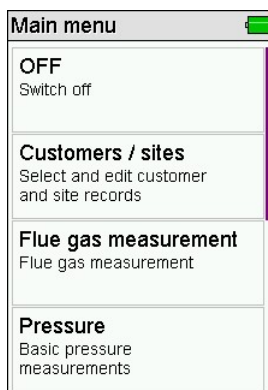 Main menu
OFF
Switch off
Customers / sites
Select and edit customer
and site records
Flue gas measurement
Flue gas measurement
Pressure
Basic pressure
measurements